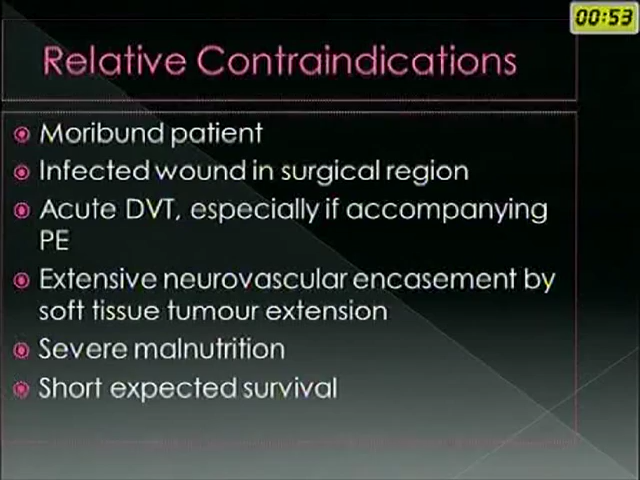 00:53
Relative Contraindications
Moribund patient
Infected wound in surgical region
Acute DVT, especially if accompanying
PE
Extensive neurovascular encasement by
soft tissue tumour extension
Severe malnutrition
Short expected survival